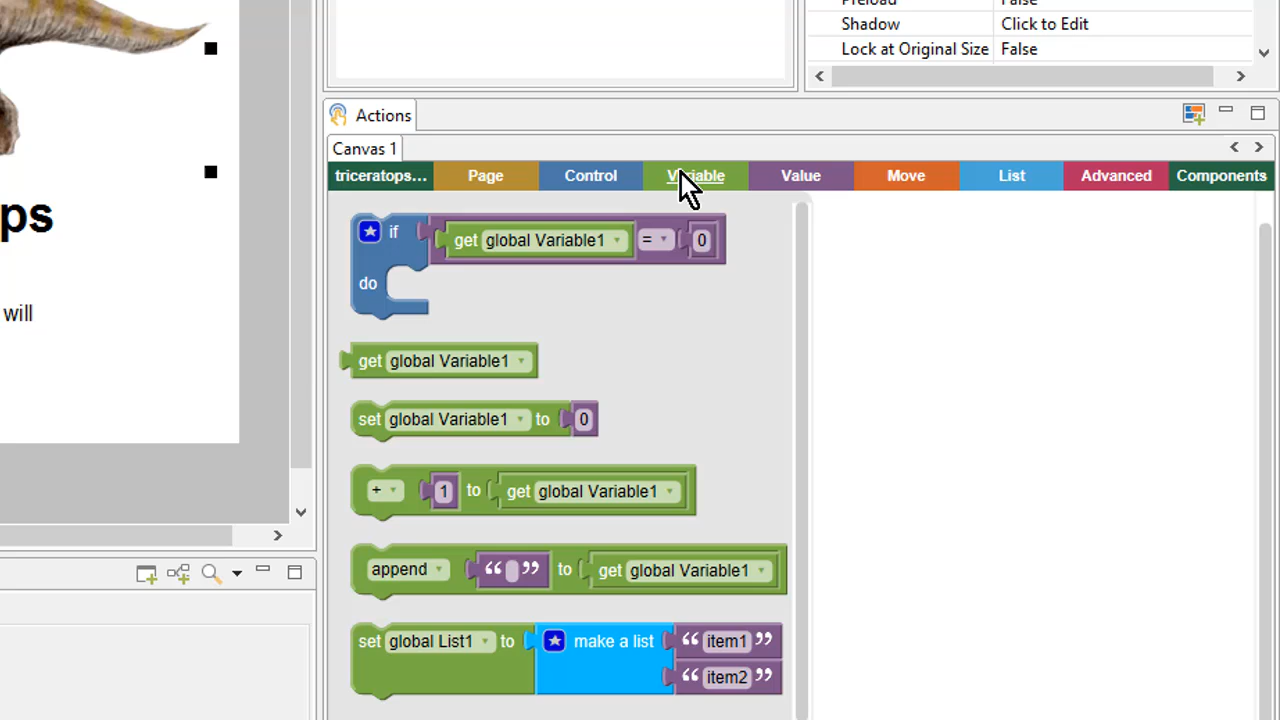 Preload False
Shadow Click to Edit
Lock at Original Size False
Actions
Canvas 1
triceratops... Page Control Variable Value Move List Advanced Components
if get global Variable1 = 0
do
get global Variable1
set global Variable1 to 0
+ 1 to get global Variable1
append “ ” to get global Variable1
set global List1 to make a list “ item1 ”
“ item2 ”
ps
will